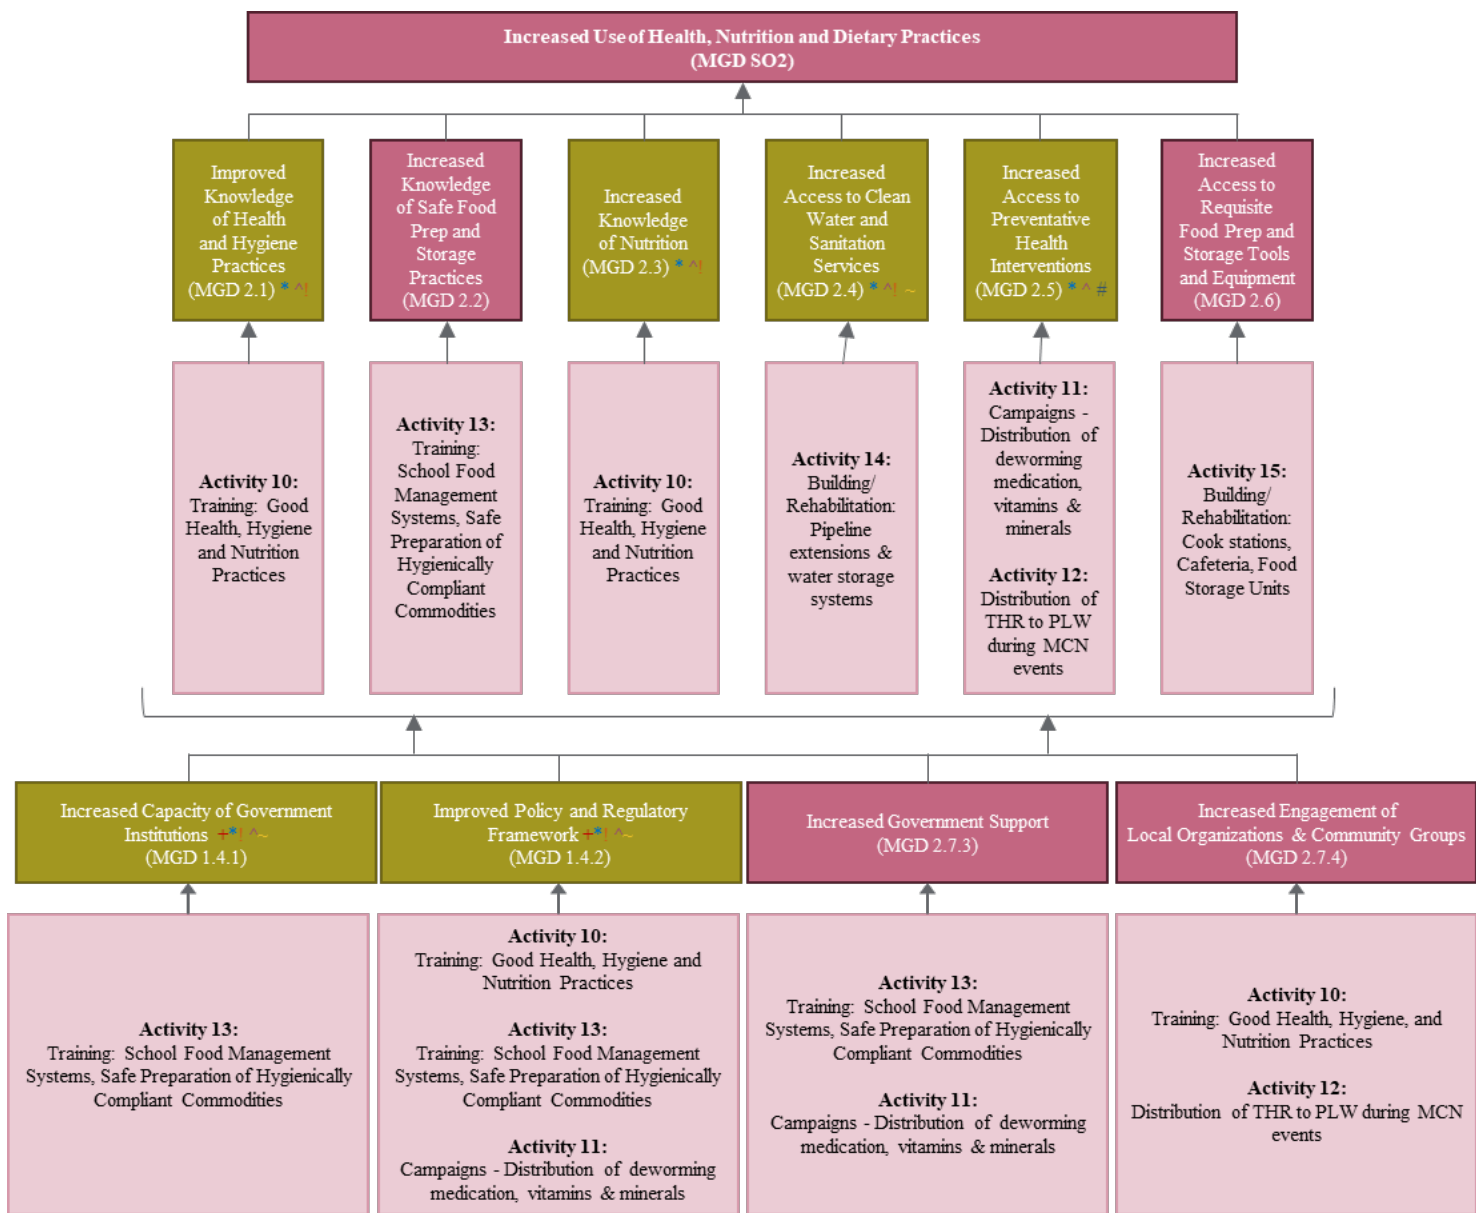 Increased Use of Health, Nutrition and Dietary Practices
(MGD SO2)
Improved
Knowledge
of Health
and Hygiene
Practices
(MGD 2.1) * ^!
Increased
Knowledge
of Safe Food
Prep and
Storage
Practices
(MGD 2.2)
Increased
Knowledge
of Nutrition
(MGD 2.3) * ^!
Increased
Access to Clean
Water and
Sanitation
Services
(MGD 2.4) * ^! ~
Increased
Access to
Preventative
Health
Interventions
(MGD 2.5) * ^ #
Increased
Access to
Requisite
Food Prep and
Storage Tools
and Equipment
(MGD 2.6)
Activity 10:
Training: Good
Health, Hygiene
and Nutrition
Practices
Activity 13:
Training:
School Food
Management
Systems, Safe
Preparation of
Hygienically
Compliant
Commodities
Activity 10:
Training: Good
Health, Hygiene
and Nutrition
Practices
Activity 14:
Building/
Rehabilitation:
Pipeline
extensions &
water storage
systems
Activity 11:
Campaigns -
Distribution of
deworming
medication,
vitamins &
minerals
Activity 12:
Distribution of
THR to PLW
during MCN
events
Activity 15:
Building/
Rehabilitation:
Cook stations,
Cafeteria, Food
Storage Units
Increased Capacity of Government
Institutions +*! ^~
(MGD 1.4.1)
Improved Policy and Regulatory
Framework +*! ^~
(MGD 1.4.2)
Increased Government Support
(MGD 2.7.3)
Increased Engagement of
Local Organizations & Community Groups
(MGD 2.7.4)
Activity 13:
Training: School Food Management
Systems, Safe Preparation of Hygienically
Compliant Commodities
Activity 10:
Training: Good Health, Hygiene and
Nutrition Practices
Activity 13:
Training: School Food Management
Systems, Safe Preparation of Hygienically
Compliant Commodities
Activity 11:
Campaigns - Distribution of deworming
medication, vitamins & minerals
Activity 13:
Training: School Food Management
Systems, Safe Preparation of Hygienically
Compliant Commodities
Activity 11:
Campaigns - Distribution of deworming
medication, vitamins & minerals
Activity 10:
Training: Good Health, Hygiene, and
Nutrition Practices
Activity 12:
Distribution of THR to PLW during MCN
events